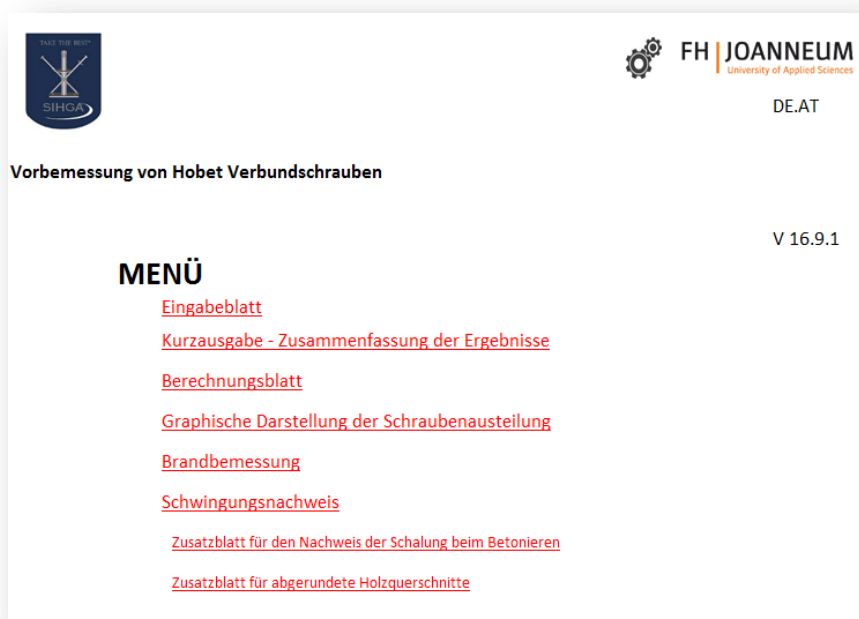 TAKE THE BEST
SIHGA
FH | JOANNEUM
University of Applied Sciences
DE.AT
Vorbemessung von Hobet Verbundschrauben
V 16.9.1
MENÜ
Eingabeblatt
Kurzausgabe - Zusammenfassung der Ergebnisse
Berechnungsblatt
Graphische Darstellung der Schraubenausteilung
Brandbemessung
Schwingungsnachweis
Zusatzblatt für den Nachweis der Schalung beim Betonieren
Zusatzblatt für abgerundete Holzquerschnitte